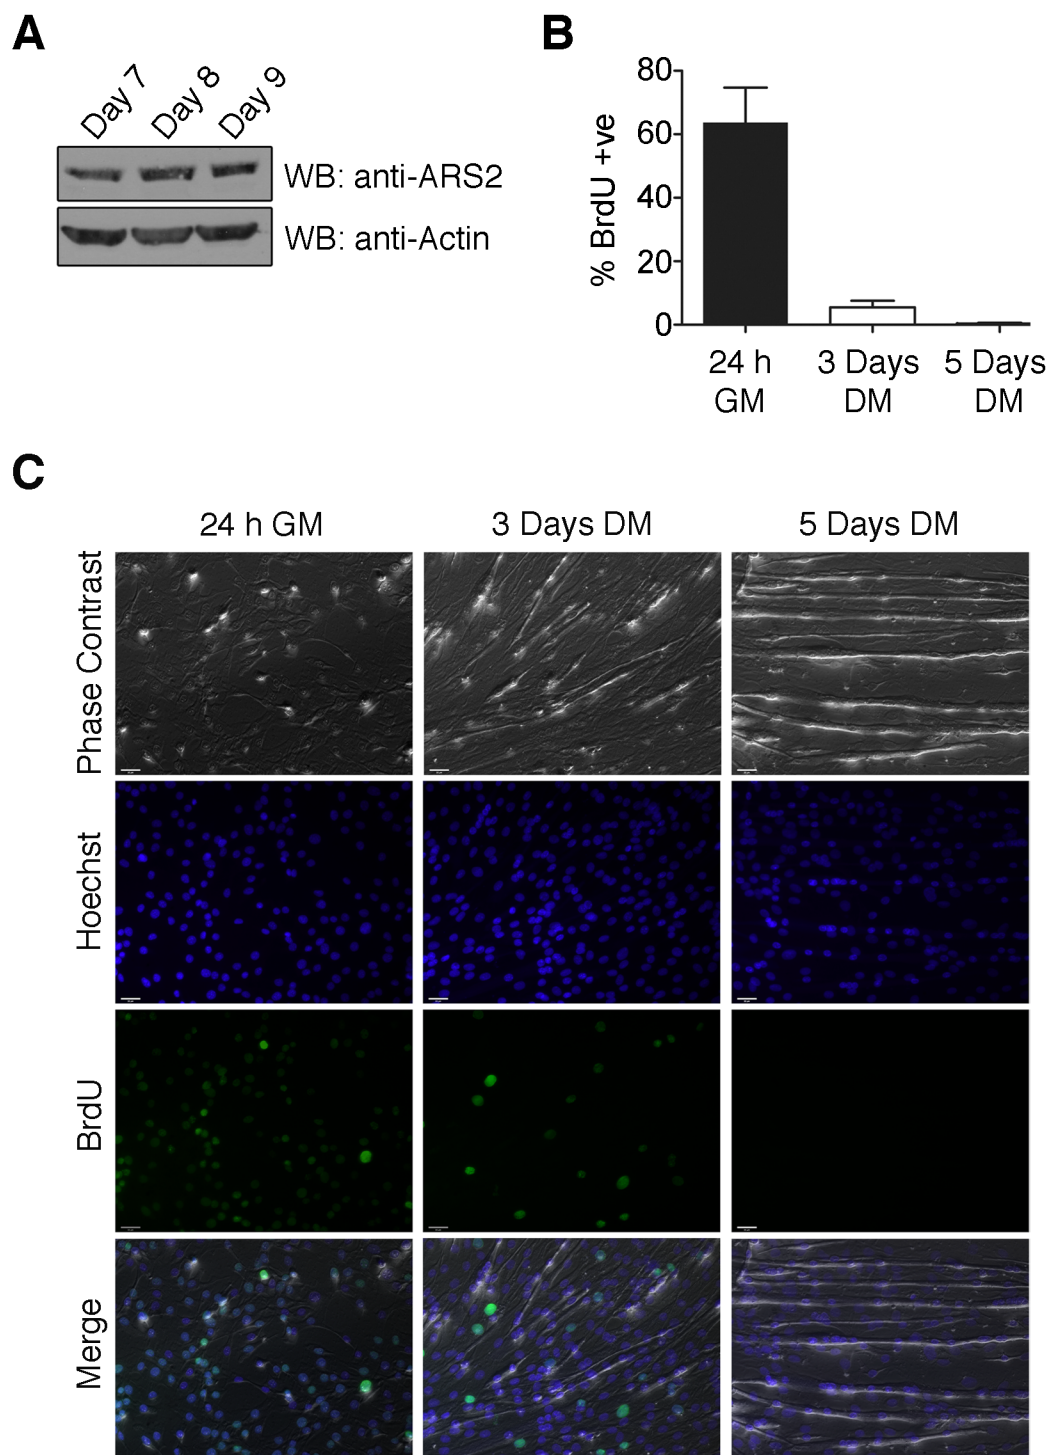 A
Day 7 Day 8 Day 9
WB: anti-ARS2
WB: anti-Actin
B
% BrdU +ve
80
60
40
20
0
24 h GM
3 Days DM
5 Days DM
C
24 h GM 3 Days DM 5 Days DM
Phase Contrast
Hoechst
BrdU
Merge